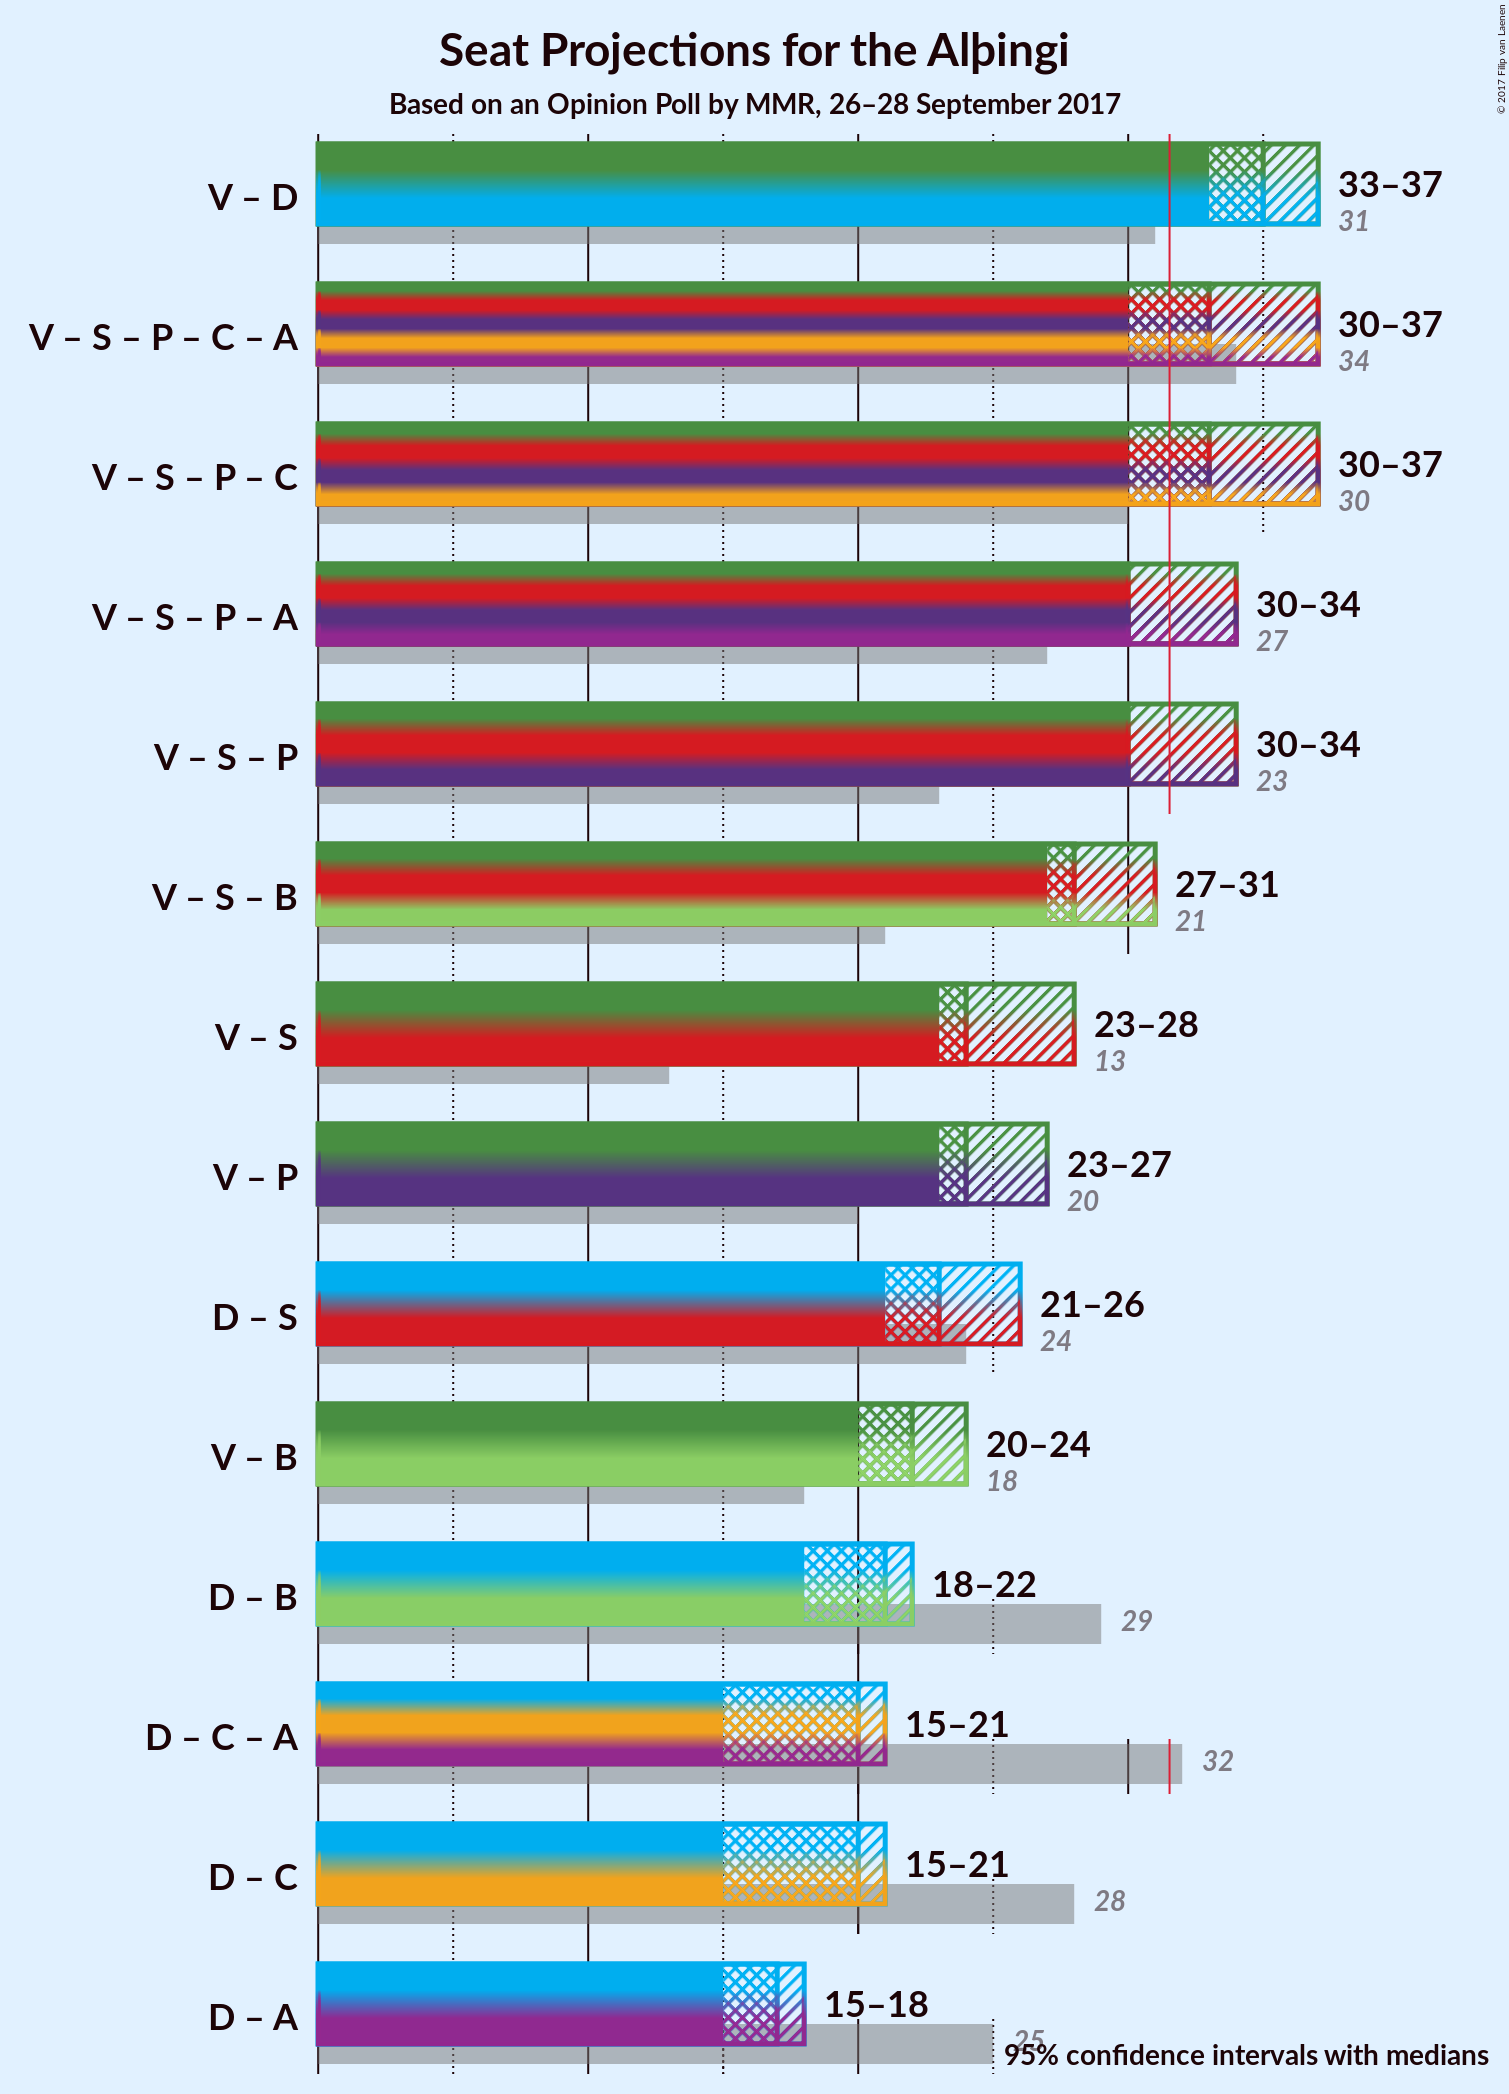 Seat Projections for the Alþingi
Based on an Opinion Poll by MMR, 26–28 September 2017
© 2017 Filip van Laenen
V – D
33–37
31
V – S – P – C – A
30–37
34
V – S – P – C
30–37
30
V – S – P – A
30–34
27
V – S – P
30–34
23
V – S – B
27–31
21
V – S
23–28
13
V – P
23–27
20
D – S
21–26
24
V – B
20–24
18
D – B
18–22
29
D – C – A
15–21
32
D – C
15–21
28
D – A
15–18
25
95% confidence intervals with medians